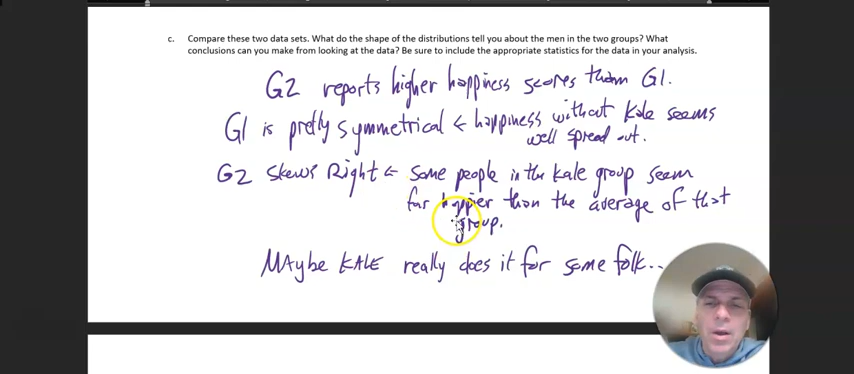 c. Compare these two data sets. What do the shape of the distributions tell you about the men in the two groups? What
conclusions can you make from looking at the data? Be sure to include the appropriate statistics for the data in your analysis.
G2 reports higher happiness scores than G1.
G1 is pretty symmetrical ← happiness without Kale seems
well spread out.
G2 Skews Right ← Some people in the Kale group seem
far happier than the average of that
group.
MAybe KALE really does it for some folk...